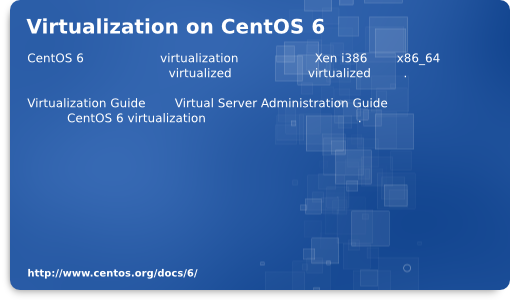 Virtualization on CentOS 6
CentOS 6 virtualization Xen i386 x86_64
virtualized virtualized .
Virtualization Guide Virtual Server Administration Guide
CentOS 6 virtualization .
http://www.centos.org/docs/6/